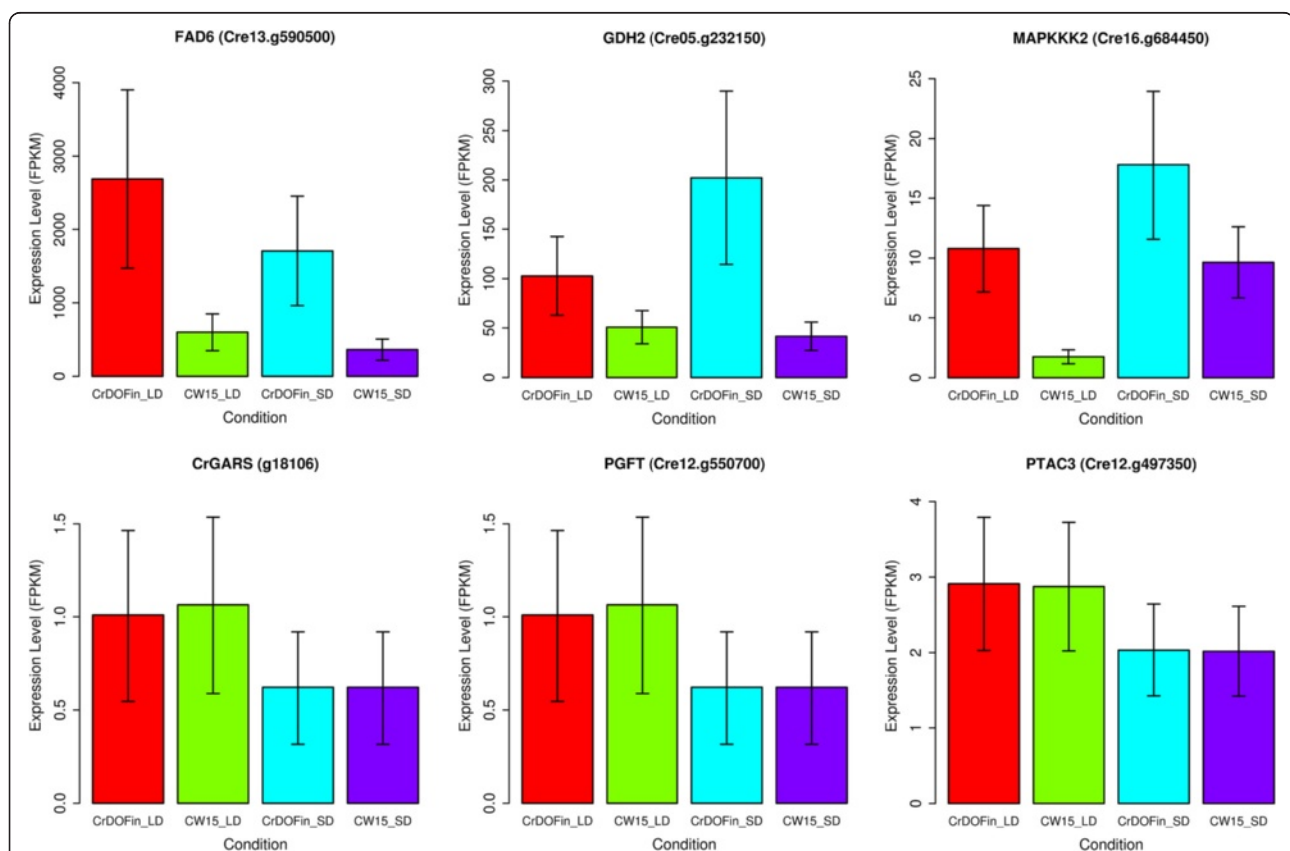 FAD6 (Cre13.g590500)
Expression Level (FPKM)
4000
3000
2000
1000
0
CrDOFin_LD CW15_LD CrDOFin_SD CW15_SD
Condition
GDH2 (Cre05.g232150)
Expression Level (FPKM)
300
250
200
150
100
50
0
CrDOFin_LD CW15_LD CrDOFin_SD CW15_SD
Condition
MAPKKK2 (Cre16.g684450)
Expression Level (FPKM)
25
20
15
10
5
0
CrDOFin_LD CW15_LD CrDOFin_SD CW15_SD
Condition
CrGARS (g18106)
Expression Level (FPKM)
1.5
1.0
0.5
0.0
CrDOFin_LD CW15_LD CrDOFin_SD CW15_SD
Condition
PGFT (Cre12.g550700)
Expression Level (FPKM)
1.5
1.0
0.5
0.0
CrDOFin_LD CW15_LD CrDOFin_SD CW15_SD
Condition
PTAC3 (Cre12.g497350)
Expression Level (FPKM)
4
3
2
1
0
CrDOFin_LD CW15_LD CrDOFin_SD CW15_SD
Condition